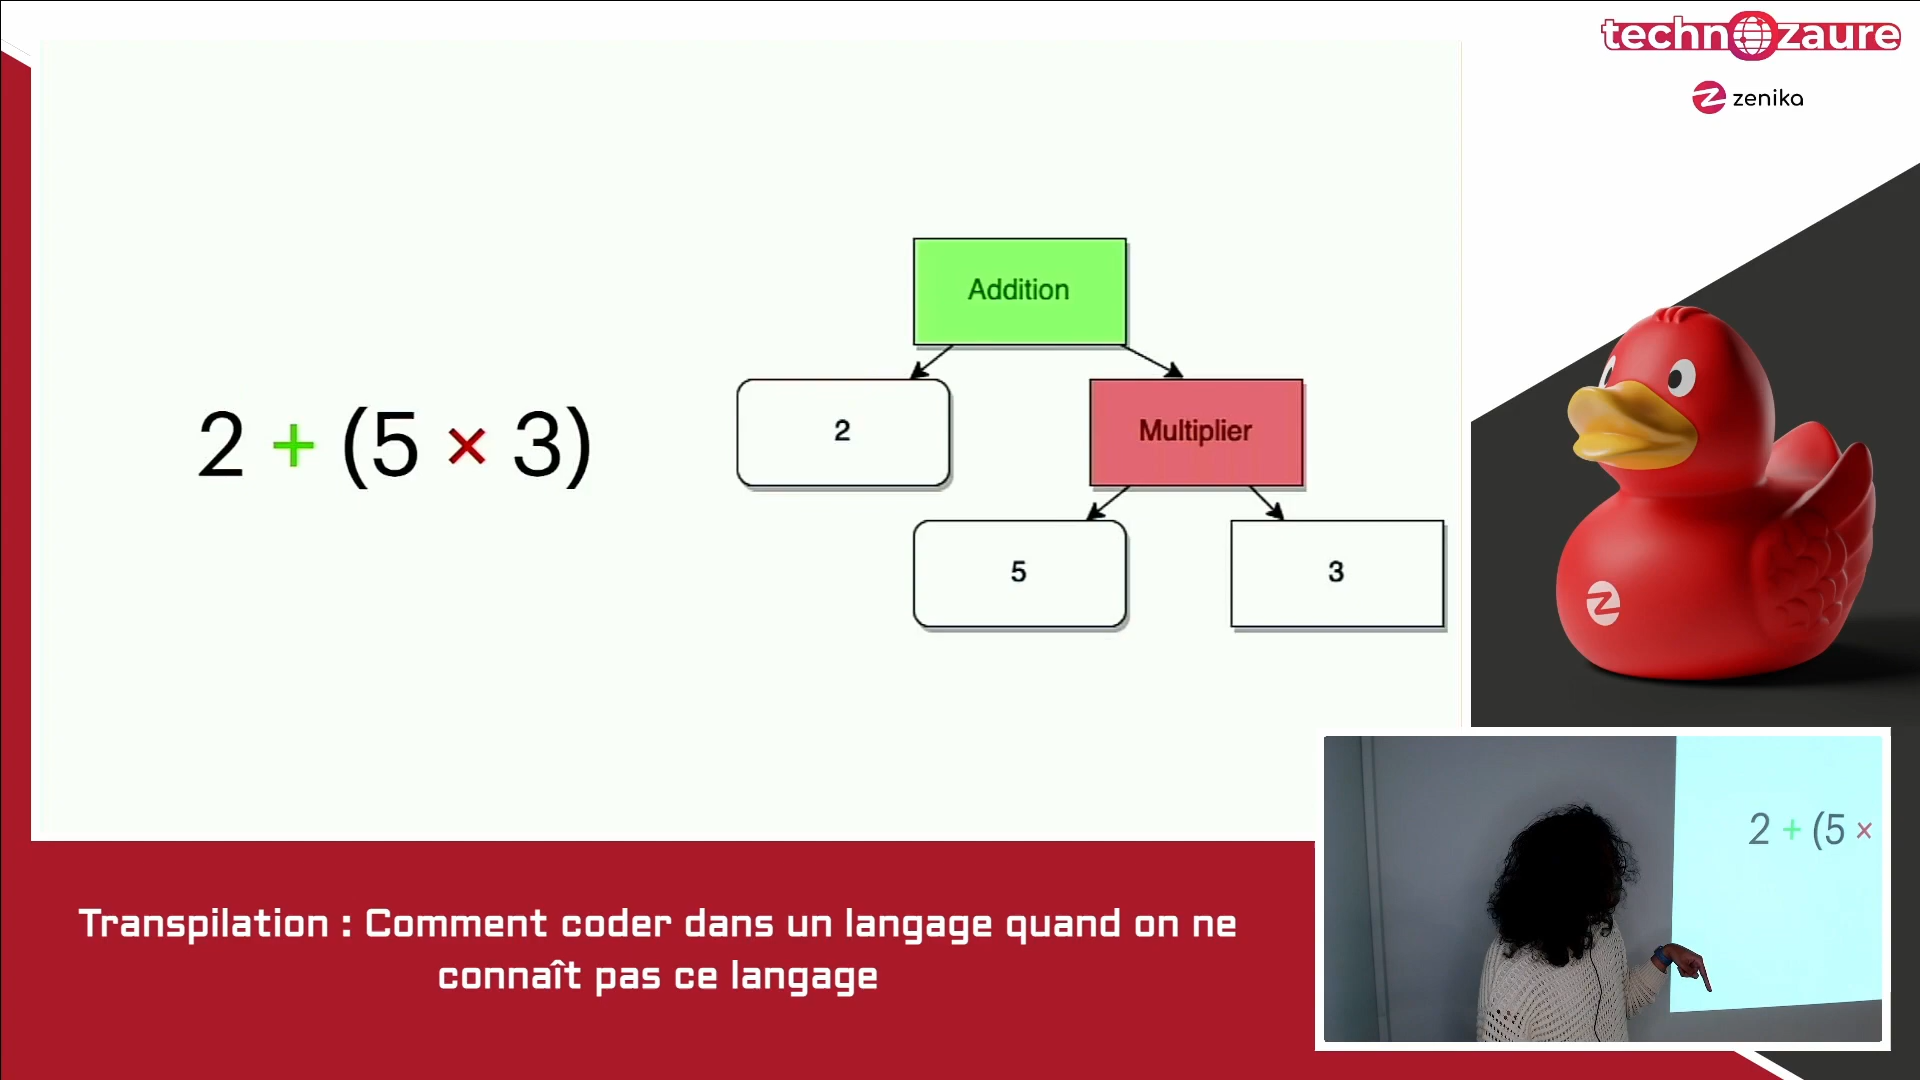 technozaure
zenika
Addition
2
Multiplier
2 + (5 × 3)
5
3
2 + (5 ×
Transpilation : Comment coder dans un langage quand on ne
connaît pas ce langage